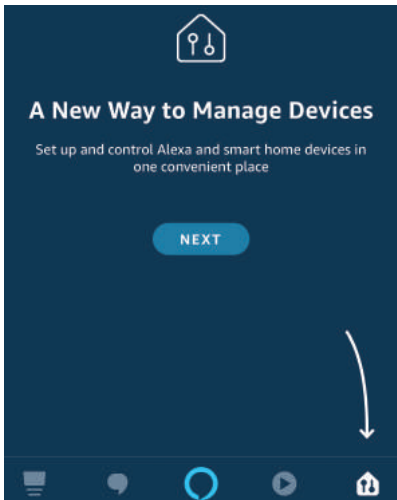 A New Way to Manage Devices
Set up and control Alexa and smart home devices in
one convenient place
NEXT